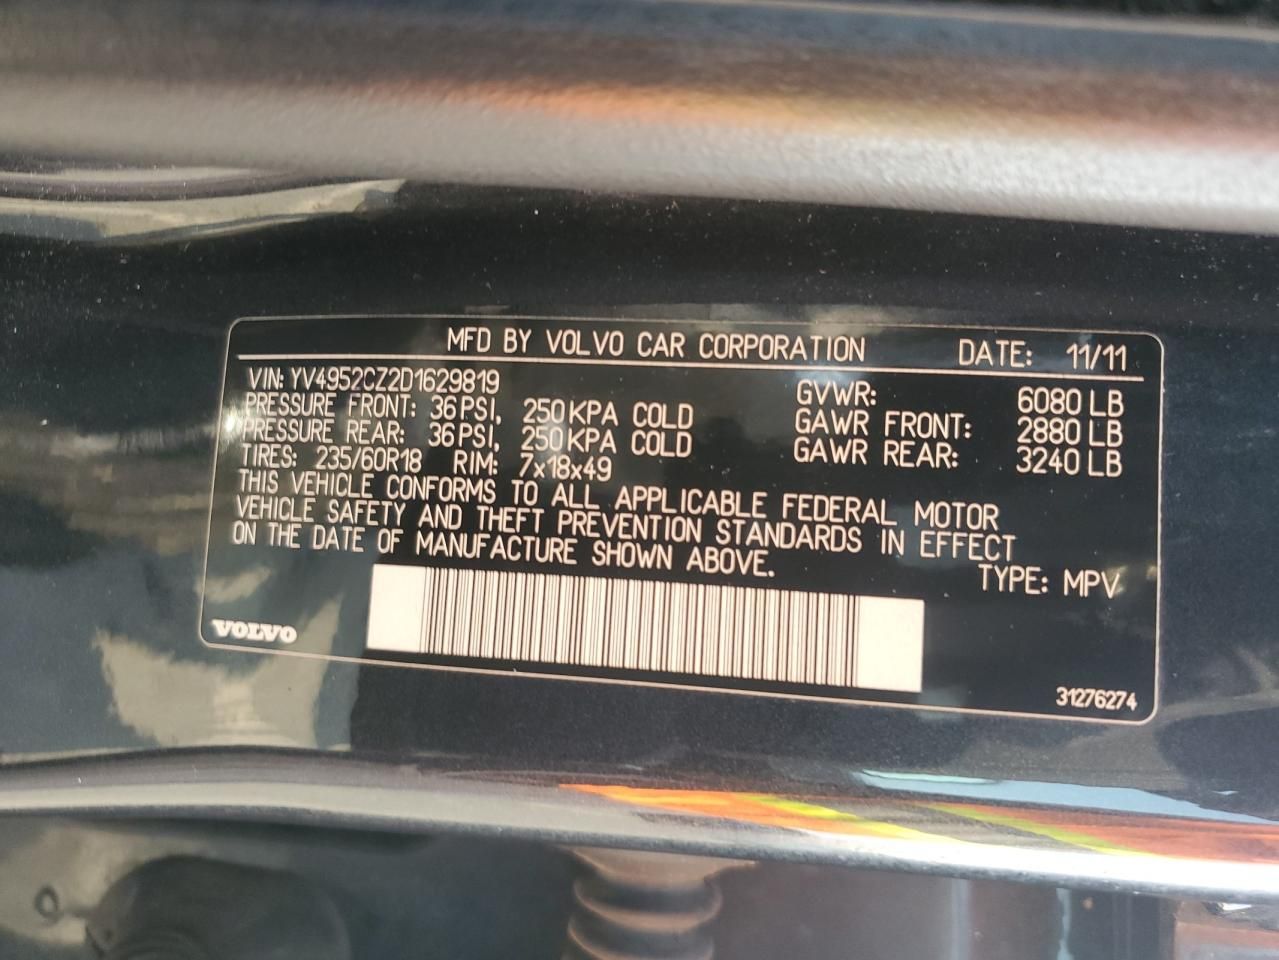 MFD BY VOLVO CAR CORPORATION DATE: 11/11
VIN: YV4952CZ2D1629819 GVWR: 6080 LB
PRESSURE FRONT: 36 PSI, 250 KPA COLD GAWR FRONT: 2880 LB
PRESSURE REAR: 36 PSI, 250 KPA COLD GAWR REAR: 3240 LB
TIRES: 235/60R18 RIM: 7x18x49
THIS VEHICLE CONFORMS TO ALL APPLICABLE FEDERAL MOTOR
VEHICLE SAFETY AND THEFT PREVENTION STANDARDS IN EFFECT
ON THE DATE OF MANUFACTURE SHOWN ABOVE.
TYPE: MPV
VOLVO
31276274